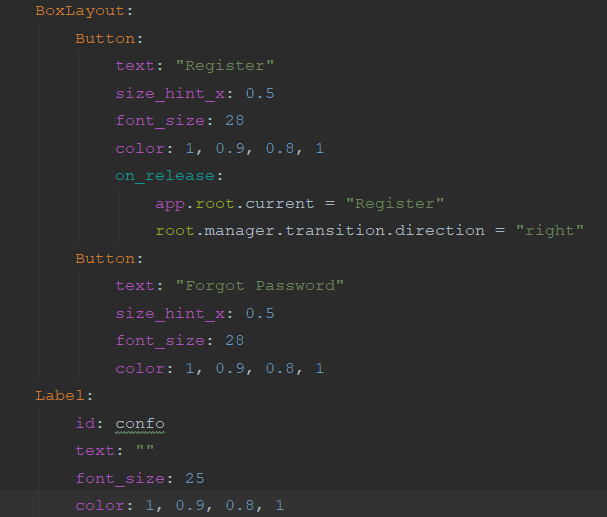 BoxLayout:
    Button:
        text: "Register"
        size_hint_x: 0.5
        font_size: 28
        color: 1, 0.9, 0.8, 1
        on_release:
            app.root.current = "Register"
            root.manager.transition.direction = "right"
    Button:
        text: "Forgot Password"
        size_hint_x: 0.5
        font_size: 28
        color: 1, 0.9, 0.8, 1
Label:
    id: confo
    text: ""
    font_size: 25
    color: 1, 0.9, 0.8, 1